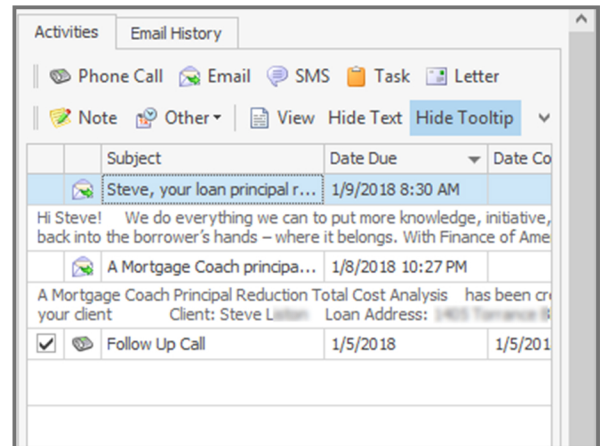 Activities Email History
Phone Call Email SMS Task Letter
Note Other View Hide Text Hide Tooltip
Subject Date Due Date Co
Steve, your loan principal r... 1/9/2018 8:30 AM
Hi Steve! We do everything we can to put more knowledge, initiative,
back into the borrower's hands – where it belongs. With Finance of Ame
A Mortgage Coach principa... 1/8/2018 10:27 PM
A Mortgage Coach Principal Reduction Total Cost Analysis has been cre
your client Client: Steve Loan Address:
Follow Up Call 1/5/2018 1/5/201